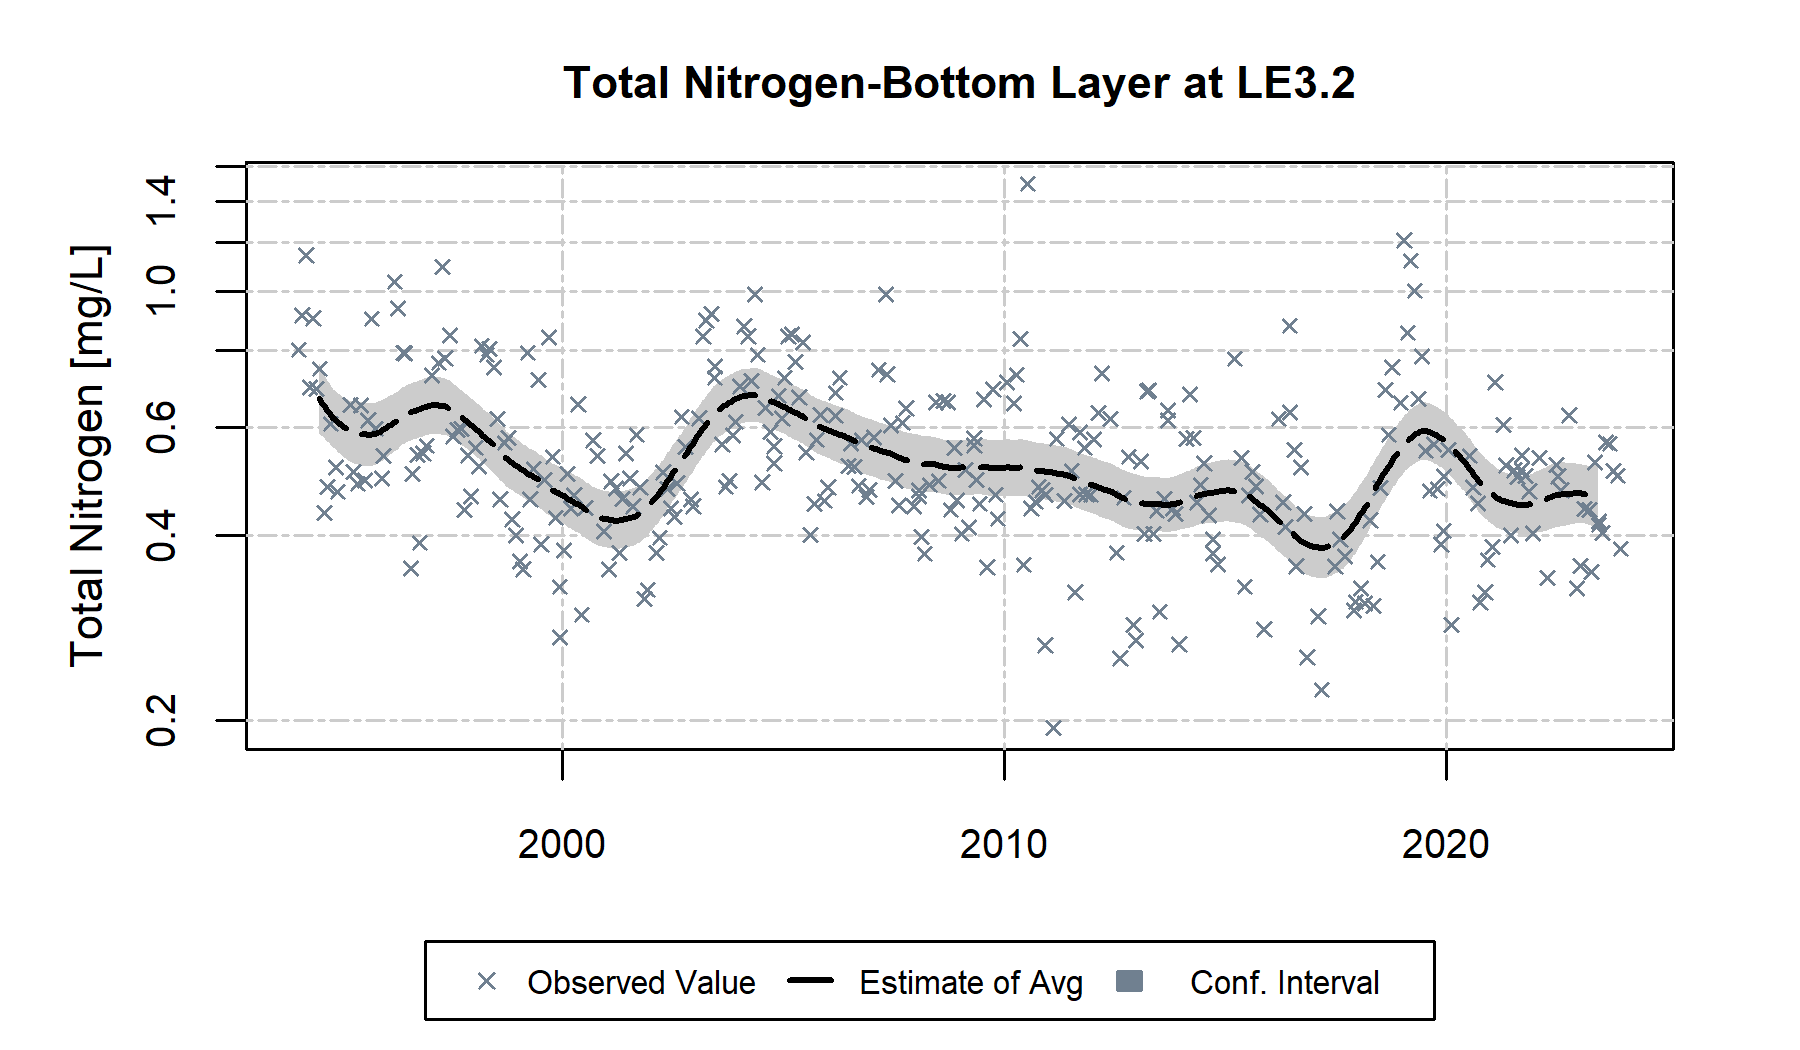 Total Nitrogen-Bottom Layer at LE3.2
Total Nitrogen [mg/L]
1.4
1.0
0.6
0.4
0.2
2000 2010 2020
Observed Value Estimate of Avg Conf. Interval